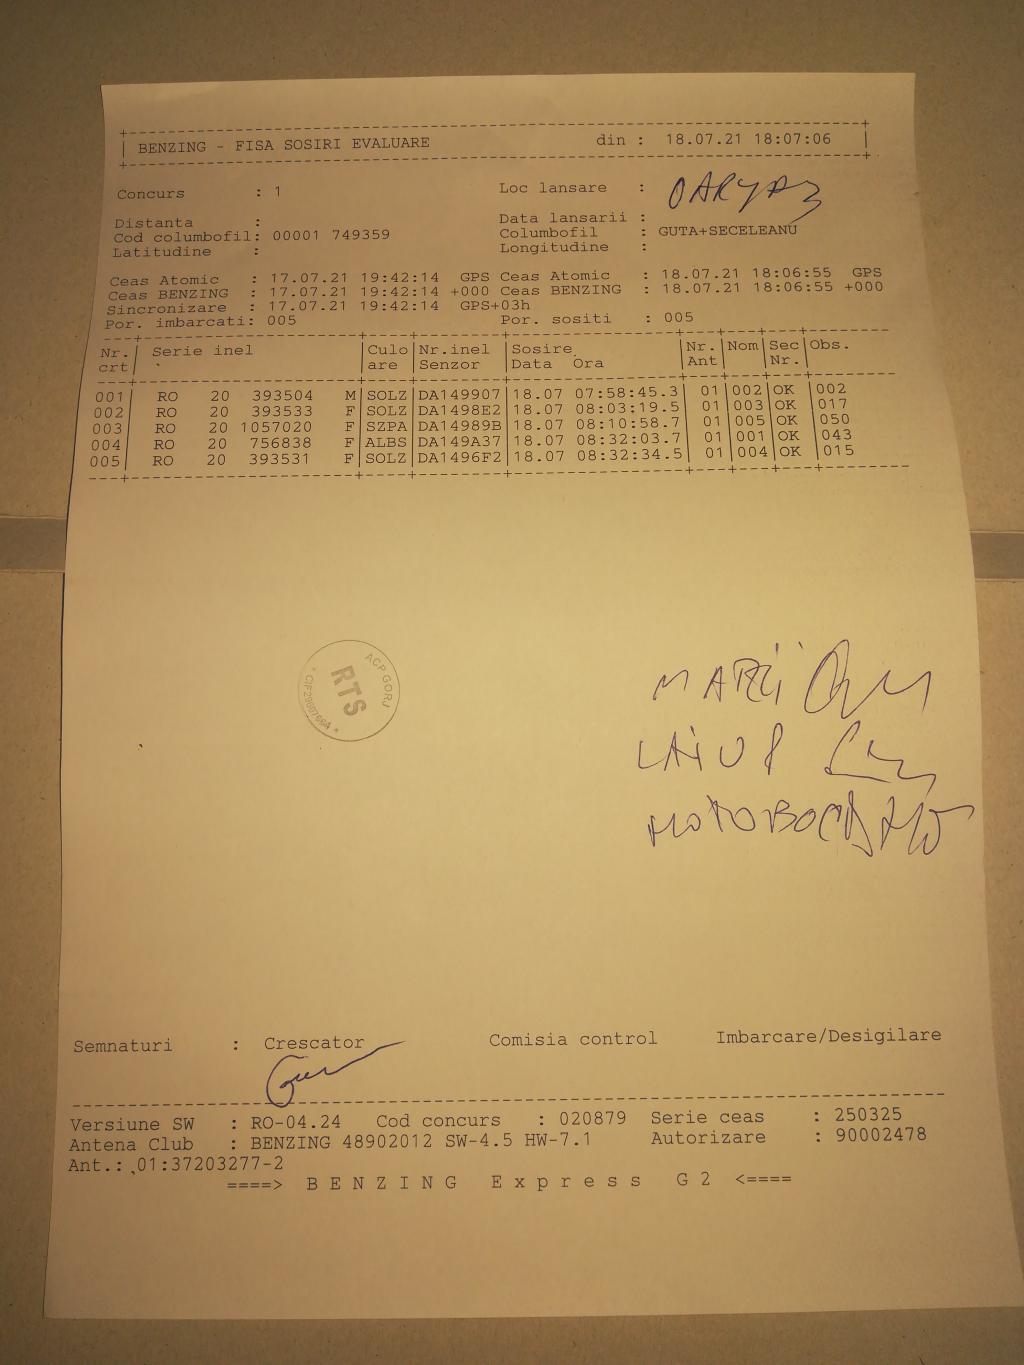 BENZING - FISA SOSIRI EVALUARE din : 18.07.21 18:07:06
Concurs : 1 Loc lansare :
Distanta : Data lansarii :
Cod columbofil: 00001 749359 Columbofil : GUTA+SECELEANU
Latitudine : Longitudine :
Ceas Atomic : 17.07.21 19:42:14 GPS Ceas Atomic : 18.07.21 18:06:55 GPS
Ceas BENZING : 17.07.21 19:42:14 +000 Ceas BENZING : 18.07.21 18:06:55 +000
Sincronizare : 17.07.21 19:42:14 GPS+03h
Por. imbarcati: 005 Por. sositi : 005
Nr. Serie inel Culo Nr.inel Sosire Nr. Nom Sec Obs.
crt are Senzor Data Ora Ant Nr.
001 RO 20 393504 M SOLZ DA149907 18.07 07:58:45.3 01 002 OK 002
002 RO 20 393533 F SOLZ DA1498E2 18.07 08:03:19.5 01 003 OK 017
003 RO 20 1057020 F SZPA DA14989B 18.07 08:10:58.7 01 005 OK 050
004 RO 20 756838 F ALBS DA149A37 18.07 08:32:03.7 01 001 OK 043
005 RO 20 393531 F SOLZ DA1496F2 18.07 08:32:34.5 01 004 OK 015
ACP GORJ
RTS
Semnaturi : Crescator Comisia control Imbarcare/Desigilare
Versiune SW : RO-04.24 Cod concurs : 020879 Serie ceas : 250325
Antena Club : BENZING 48902012 SW-4.5 HW-7.1 Autorizare : 90002478
Ant.: 01:37203277-2
====> BENZING Express G2 <====